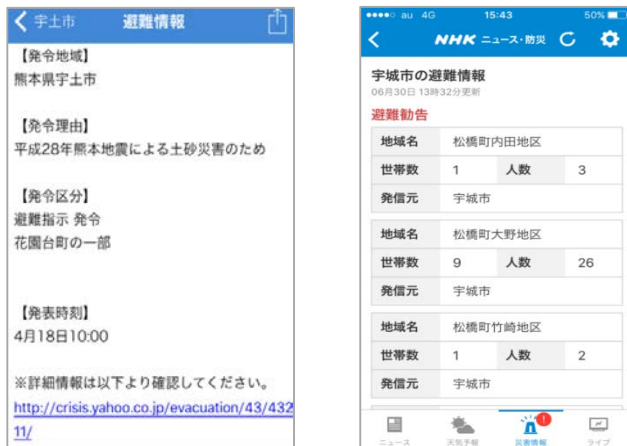 宇土市 避難情報
【発令地域】
熊本県宇土市
【発令理由】
平成28年熊本地震による土砂災害のため
【発令区分】
避難指示 発令
花園台町の一部
【発表時刻】
4月18日10:00
※詳細情報は以下より確認してください。
http://crisis.yahoo.co.jp/evacuation/43/432
11/
au 4G 15:43 50%
NHK ニュース・防災
宇城市の避難情報
06月30日 13時32分更新
避難勧告
地域名 松橋町内田地区
世帯数 1 人数 3
発信元 宇城市
地域名 松橋町大野地区
世帯数 9 人数 26
発信元 宇城市
地域名 松橋町竹崎地区
世帯数 1 人数 2
発信元 宇城市
ニュース 天気予報 災害情報 ライブ
1